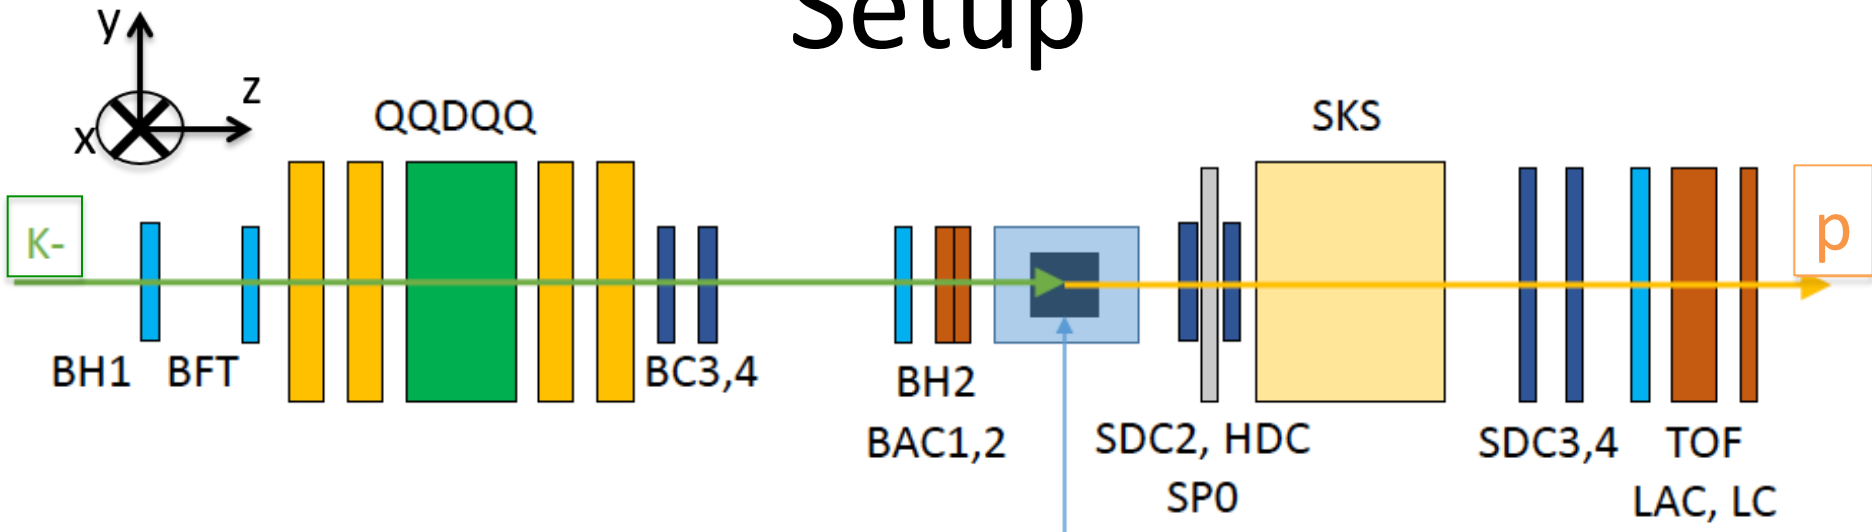 Setup
y
z
x
QQDQQ
SKS
K-
p
BH1
BFT
BC3,4
BH2
BAC1,2
SDC2, HDC
SP0
SDC3,4
TOF
LAC, LC